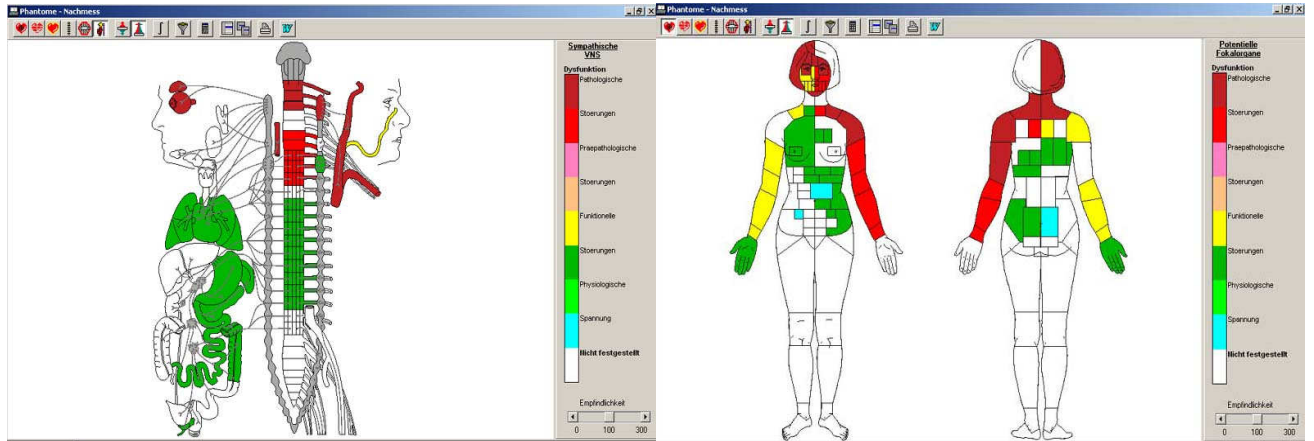 Phantome - Nachmess
Sympathische
VNS
Dysfunktion
Pathologische
Stoerungen
Praepathologische
Stoerungen
Funktionelle
Stoerungen
Physiologische
Spannung
Nicht festgestellt
Empfindlichkeit
0 100 300
Phantome - Nachmess
Potentielle
Fokalorgane
Dysfunktion
Pathologische
Stoerungen
Praepathologische
Stoerungen
Funktionelle
Stoerungen
Physiologische
Spannung
Nicht festgestellt
Empfindlichkeit
0 100 300